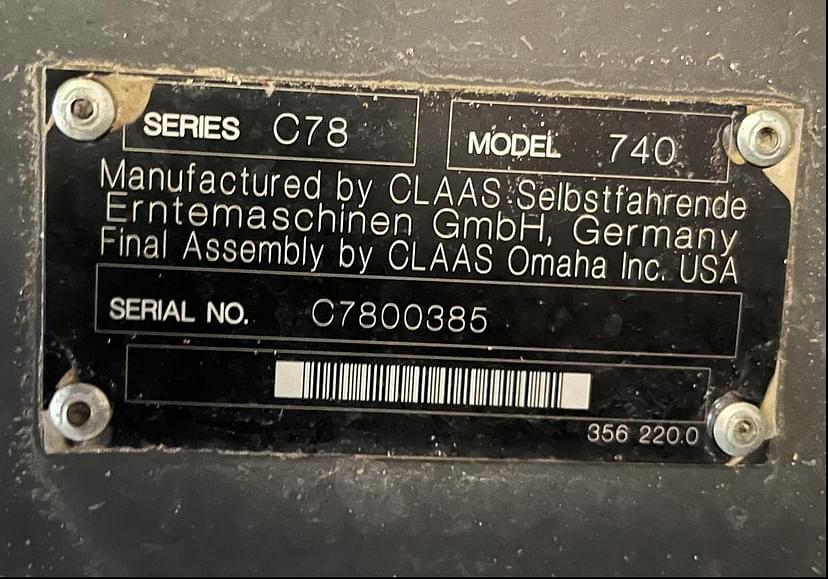 SERIES C78 MODEL 740
Manufactured by CLAAS Selbstfahrende
Erntemaschinen GmbH, Germany
Final Assembly by CLAAS Omaha Inc. USA
SERIAL NO. C7800385
356 220.0